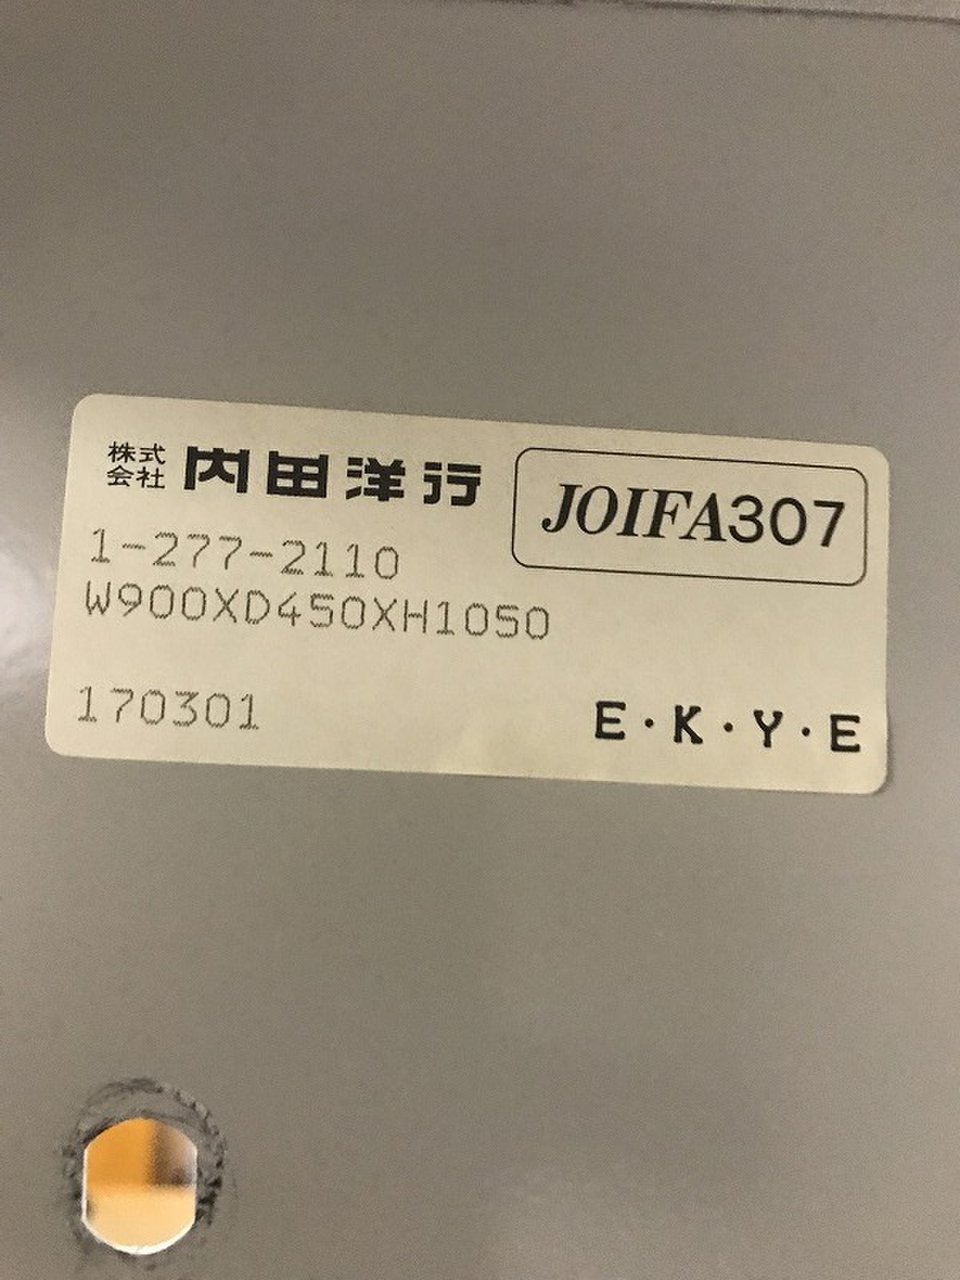 株式会社 内田洋行
JOIFA307
1-277-2110
W900XD450XH1050
170301
E・K・Y・E